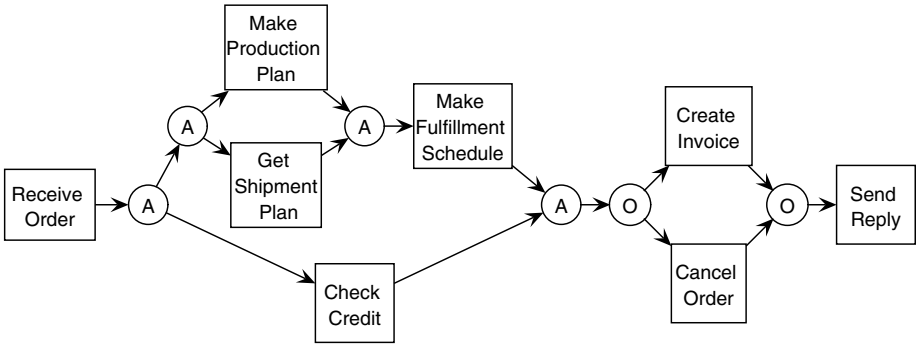 Make
Production
Plan
A
Get
Shipment
Plan
A
Make
Fulfillment
Schedule
Receive
Order
A
Check
Credit
A
O
Create
Invoice
Cancel
Order
O
Send
Reply